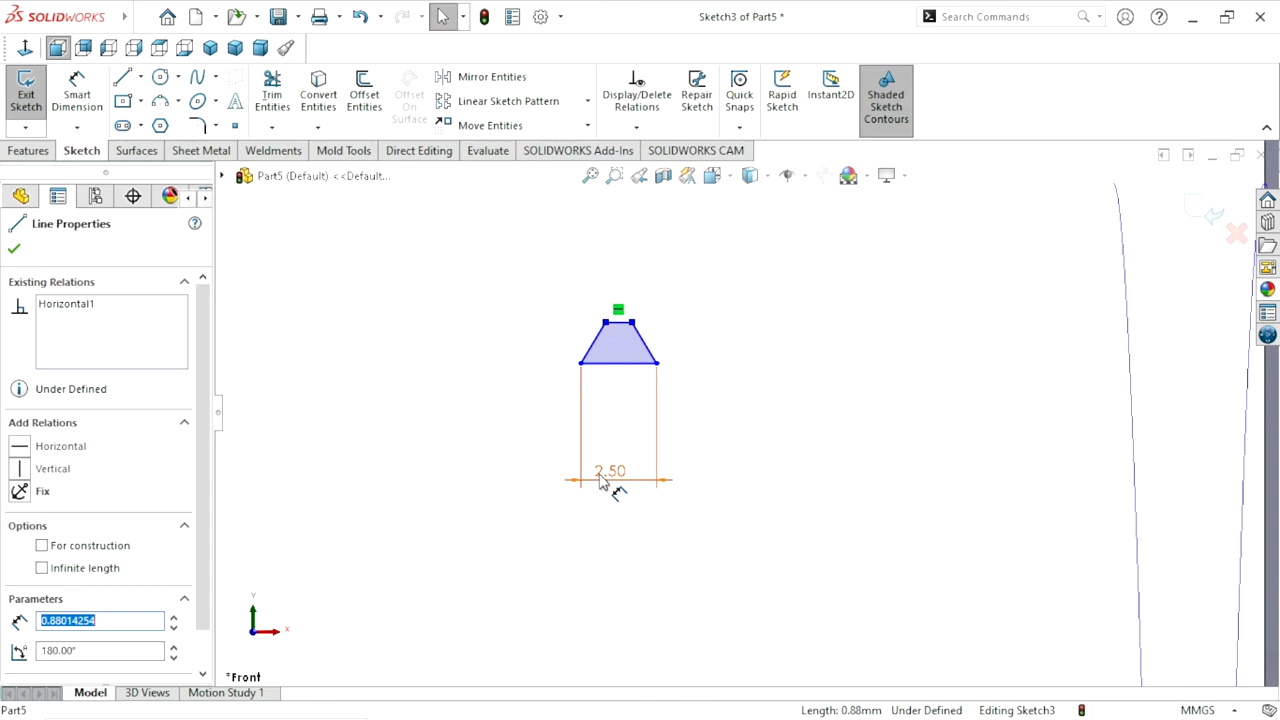 SOLIDWORKS
Sketch3 of Part5 *
Search Commands
Exit Sketch
Smart Dimension
Trim Entities
Convert Entities
Offset Entities
Offset On Surface
Mirror Entities
Linear Sketch Pattern
Move Entities
Display/Delete Relations
Repair Sketch
Quick Snaps
Rapid Sketch
Instant2D
Shaded Sketch Contours
Features
Sketch
Surfaces
Sheet Metal
Weldments
Mold Tools
Direct Editing
Evaluate
SOLIDWORKS Add-Ins
SOLIDWORKS CAM
Part5 (Default) <<Default...
Line Properties
Existing Relations
Horizontal1
Under Defined
Add Relations
Horizontal
Vertical
Fix
Options
For construction
Infinite length
Parameters
0.88014254
180.00°
2.50
Y
X
*Front
Model
3D Views
Motion Study 1
Part5
Length: 0.88mm
Under Defined
Editing Sketch3
MMGS